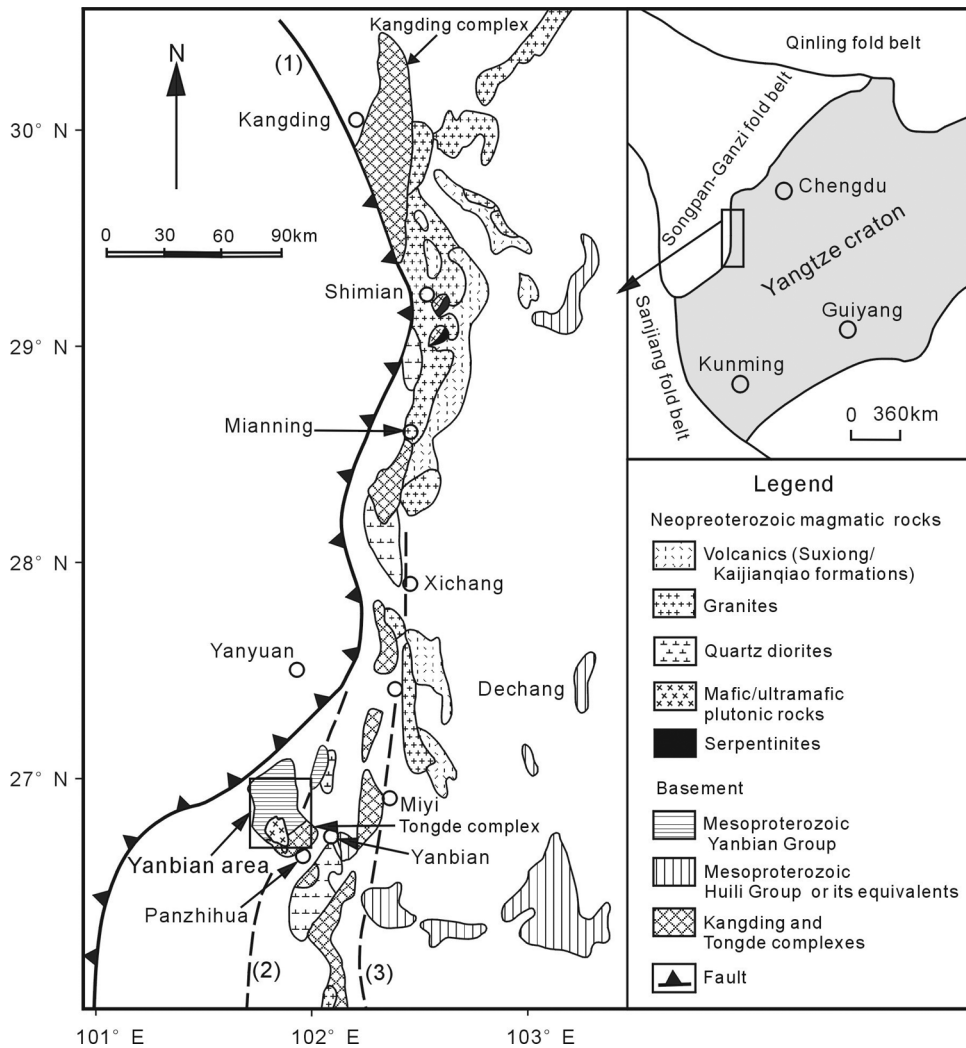 Kangding complex
N
(1)
30° N
Kangding
0 30 60 90km
Shimian
29° N
Mianning
28° N
Xichang
Yanyuan
Dechang
27° N
Miyi
Tongde complex
Yanbian area
Yanbian
Panzhihua
(2)
(3)
101° E
102° E
103° E
Qinling fold belt
Songpan-Ganzi fold belt
Chengdu
Yangtze craton
Sanjiang fold belt
Guiyang
Kunming
0 360km
Legend
Neopreoterozoic magmatic rocks
Volcanics (Suxiong/
Kaijianqiao formations)
Granites
Quartz diorites
Mafic/ultramafic
plutonic rocks
Serpentinites
Basement
Mesoproterozoic
Yanbian Group
Mesoproterozoic
Huili Group or its equivalents
Kangding and
Tongde complexes
Fault